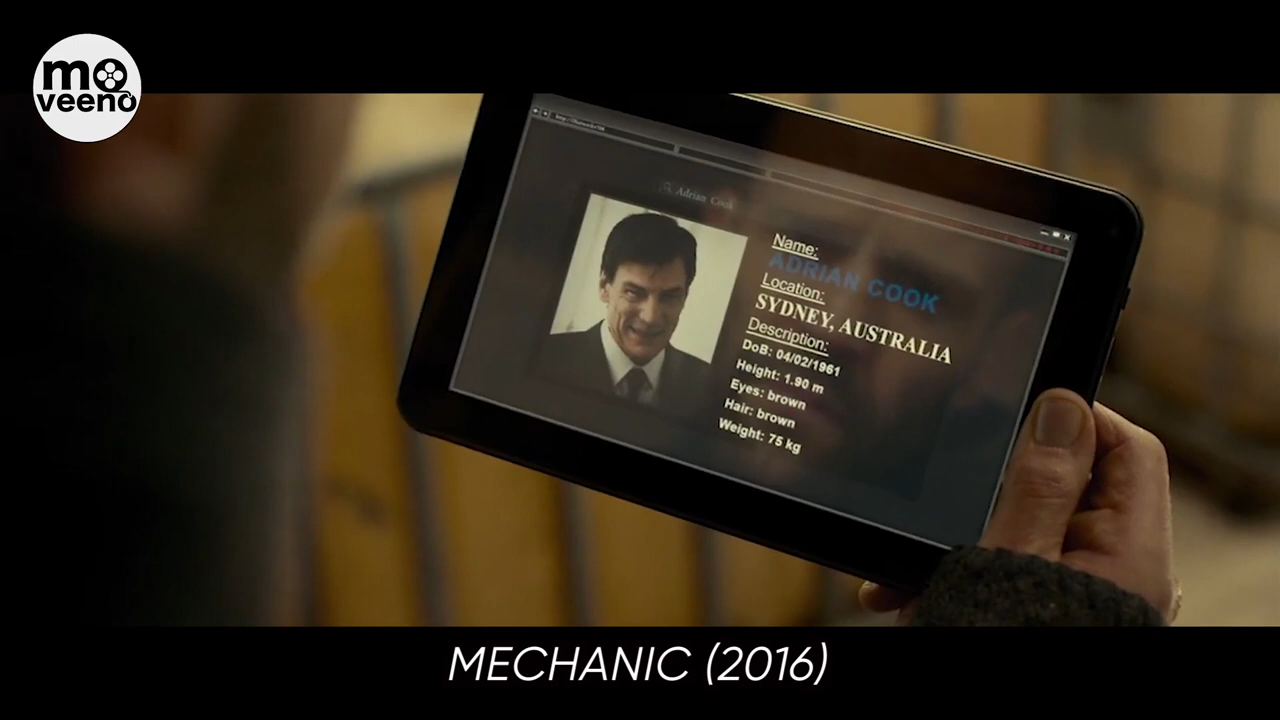 mo
veeno
Adrian Cook
Name:
ADRIAN COOK
Location:
SYDNEY, AUSTRALIA
Description:
DoB: 04/02/1961
Height: 1.90 m
Eyes: brown
Hair: brown
Weight: 75 kg
MECHANIC (2016)